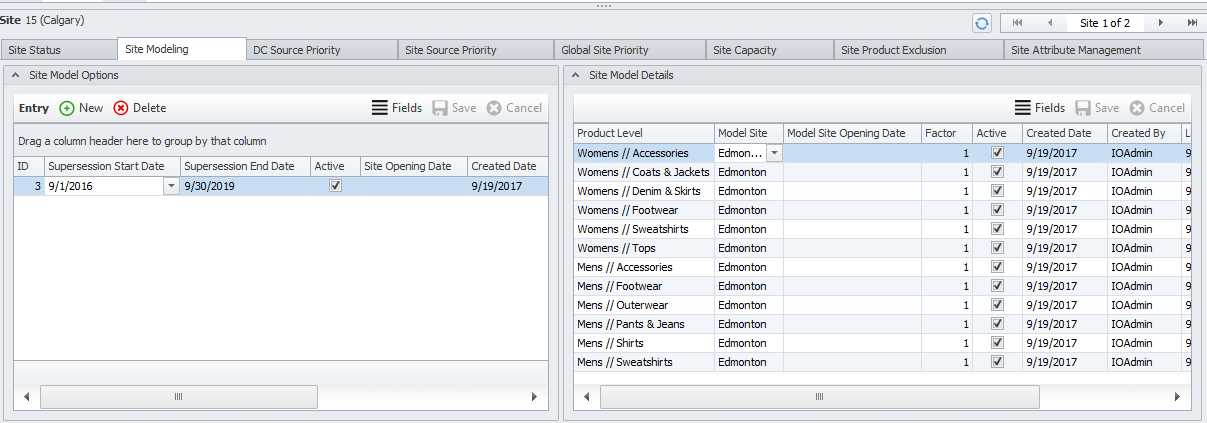 Site 15 (Calgary)
Site 1 of 2
Site Status Site Modeling DC Source Priority Site Source Priority Global Site Priority Site Capacity Site Product Exclusion Site Attribute Management
Site Model Options
Entry New Delete Fields Save Cancel
Drag a column header here to group by that column
ID Supersession Start Date Supersession End Date Active Site Opening Date Created Date
3 9/1/2016 9/30/2019 9/19/2017
Site Model Details
Fields Save Cancel
Product Level Model Site Model Site Opening Date Factor Active Created Date Created By L
Womens // Accessories Edmon... 1 9/19/2017 IOAdmin 9
Womens // Coats & Jackets Edmonton 1 9/19/2017 IOAdmin 9
Womens // Denim & Skirts Edmonton 1 9/19/2017 IOAdmin 9
Womens // Footwear Edmonton 1 9/19/2017 IOAdmin 9
Womens // Sweatshirts Edmonton 1 9/19/2017 IOAdmin 9
Womens // Tops Edmonton 1 9/19/2017 IOAdmin 9
Mens // Accessories Edmonton 1 9/19/2017 IOAdmin 9
Mens // Footwear Edmonton 1 9/19/2017 IOAdmin 9
Mens // Outerwear Edmonton 1 9/19/2017 IOAdmin 9
Mens // Pants & Jeans Edmonton 1 9/19/2017 IOAdmin 9
Mens // Shirts Edmonton 1 9/19/2017 IOAdmin 9
Mens // Sweatshirts Edmonton 1 9/19/2017 IOAdmin 9